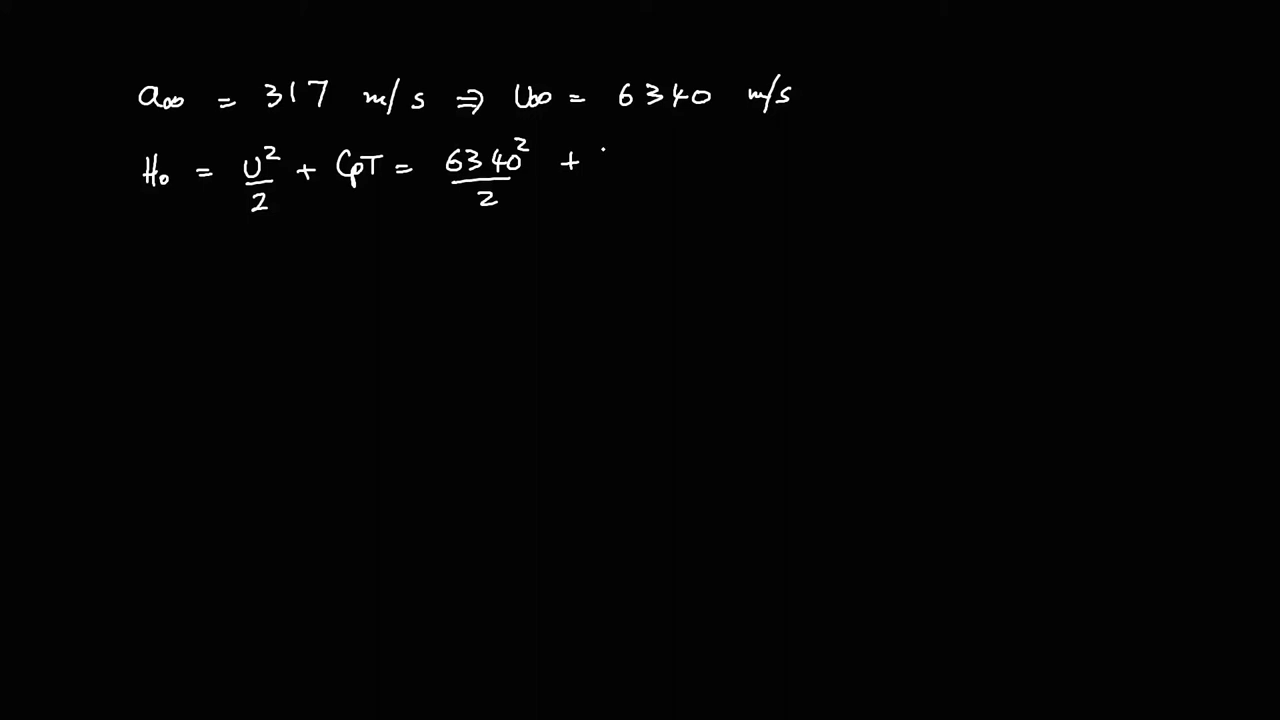 a∞ = 317 m/s ⇒ U∞ = 6340 m/s
H₀ = U²/2 + CpT = 6340²/2 +